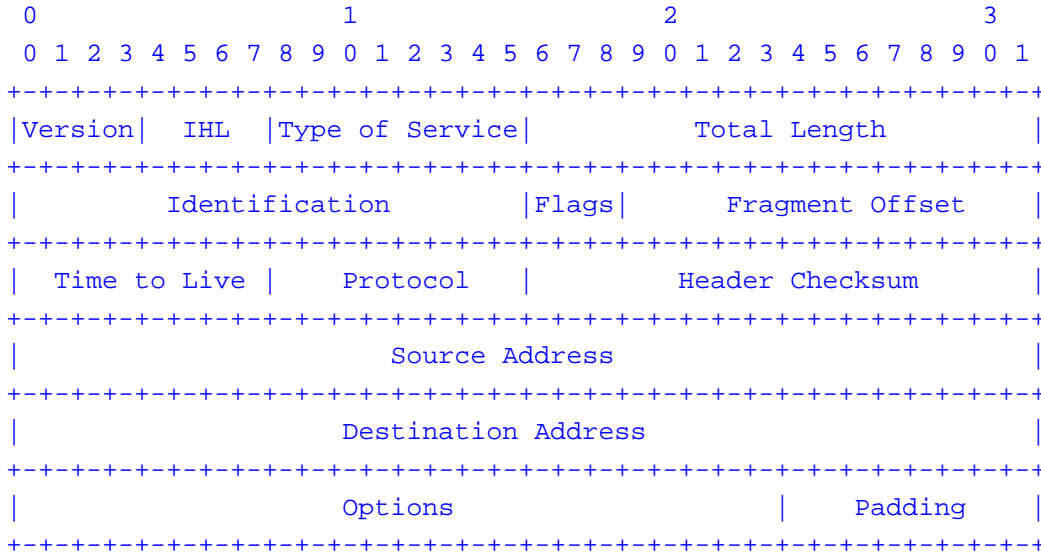 0                   1                   2                   3
 0 1 2 3 4 5 6 7 8 9 0 1 2 3 4 5 6 7 8 9 0 1 2 3 4 5 6 7 8 9 0 1
+-+-+-+-+-+-+-+-+-+-+-+-+-+-+-+-+-+-+-+-+-+-+-+-+-+-+-+-+-+-+-+-+
|Version|  IHL  |Type of Service|          Total Length         |
+-+-+-+-+-+-+-+-+-+-+-+-+-+-+-+-+-+-+-+-+-+-+-+-+-+-+-+-+-+-+-+-+
|         Identification        |Flags|      Fragment Offset    |
+-+-+-+-+-+-+-+-+-+-+-+-+-+-+-+-+-+-+-+-+-+-+-+-+-+-+-+-+-+-+-+-+
|  Time to Live |    Protocol   |         Header Checksum       |
+-+-+-+-+-+-+-+-+-+-+-+-+-+-+-+-+-+-+-+-+-+-+-+-+-+-+-+-+-+-+-+-+
|                       Source Address                          |
+-+-+-+-+-+-+-+-+-+-+-+-+-+-+-+-+-+-+-+-+-+-+-+-+-+-+-+-+-+-+-+-+
|                    Destination Address                        |
+-+-+-+-+-+-+-+-+-+-+-+-+-+-+-+-+-+-+-+-+-+-+-+-+-+-+-+-+-+-+-+-+
|                    Options                    |    Padding    |
+-+-+-+-+-+-+-+-+-+-+-+-+-+-+-+-+-+-+-+-+-+-+-+-+-+-+-+-+-+-+-+-+